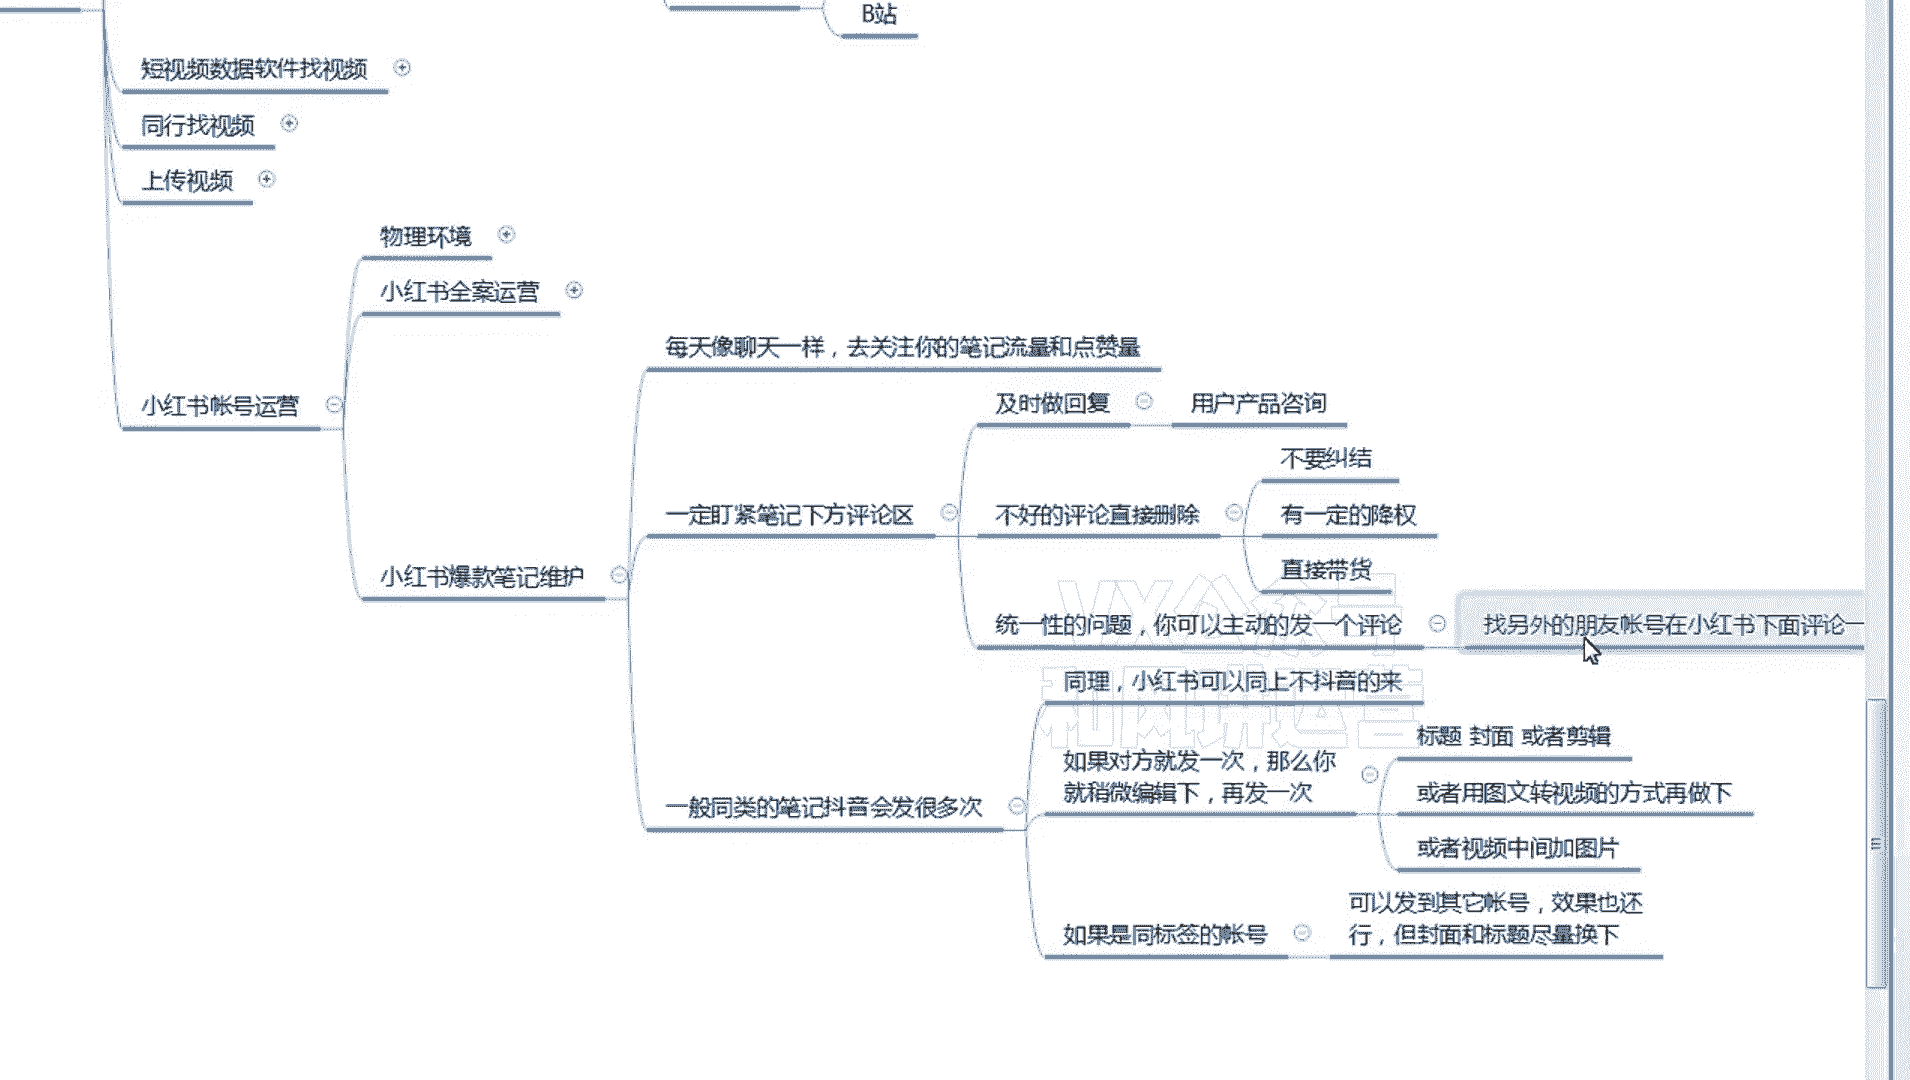 B站
短视频数据软件找视频
同行找视频
上传视频
物理环境
小红书全案运营
每天像聊天一样，去关注你的笔记流量和点赞量
小红书帐号运营
及时做回复
用户产品咨询
不要纠结
一定盯紧笔记下方评论区
不好的评论直接删除
有一定的降权
直接带货
小红书爆款笔记维护
统一性的问题，你可以主动的发一个评论
找另外的朋友帐号在小红书下面评论一
VX公众号
和风讲运营
同理，小红书可以同上不抖音的来
标题 封面 或者剪辑
如果对方就发一次，那么你
就稍微编辑下，再发一次
或者用图文转视频的方式再做下
一般同类的笔记抖音会发很多次
或者视频中间加图片
如果是同标签的帐号
可以发到其它帐号，效果也还
行，但封面和标题尽量换下